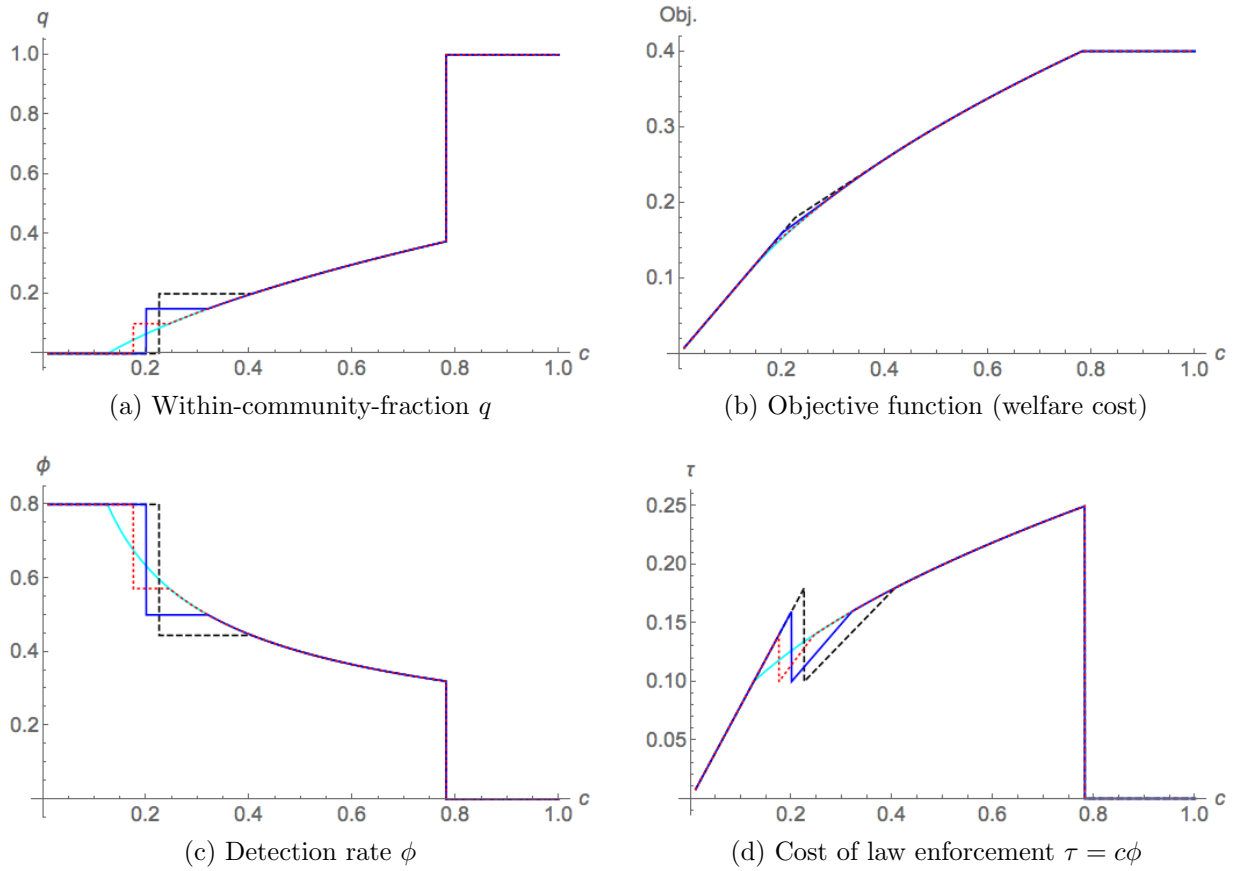 q
1.0
0.8
0.6
0.4
0.2
0.2 0.4 0.6 0.8 1.0 c
(a) Within-community-fraction q
Obj.
0.4
0.3
0.2
0.1
0.2 0.4 0.6 0.8 1.0 c
(b) Objective function (welfare cost)
ϕ
0.8
0.6
0.4
0.2
0.2 0.4 0.6 0.8 1.0 c
(c) Detection rate ϕ
τ
0.25
0.20
0.15
0.10
0.05
0.2 0.4 0.6 0.8 1.0 c
(d) Cost of law enforcement τ = cϕ